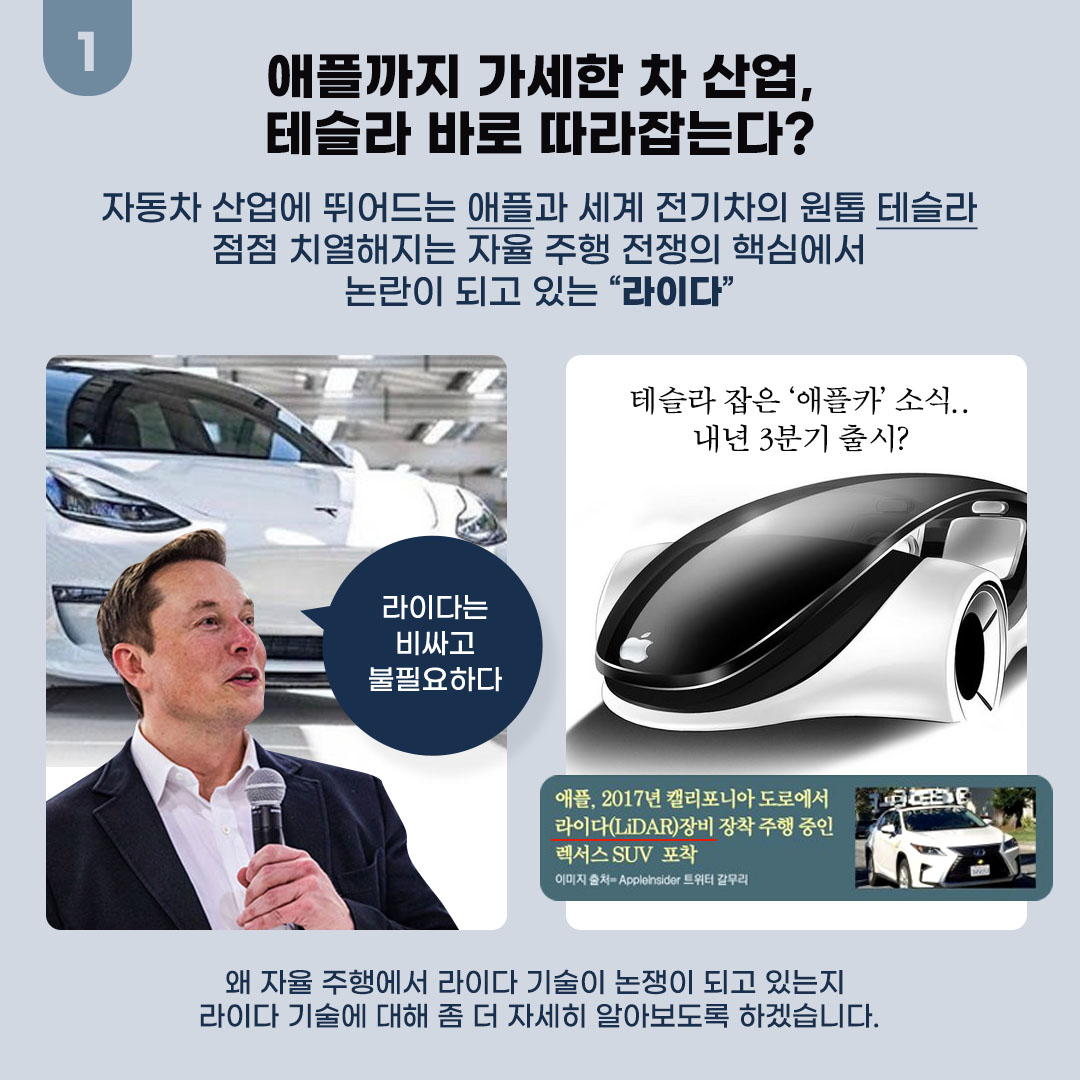 1
애플까지 가세한 차 산업,
테슬라 바로 따라잡는다?
자동차 산업에 뛰어드는 애플과 세계 전기차의 원톱 테슬라
점점 치열해지는 자율 주행 전쟁의 핵심에서
논란이 되고 있는 “라이다”
라이다는
비싸고
불필요하다
테슬라 잡은 ‘애플카’ 소식..
내년 3분기 출시?
애플, 2017년 캘리포니아 도로에서
라이다(LiDAR)장비 장착 주행 중인
렉서스 SUV 포착
이미지 출처= AppleInsider 트위터 갈무리
왜 자율 주행에서 라이다 기술이 논쟁이 되고 있는지
라이다 기술에 대해 좀 더 자세히 알아보도록 하겠습니다.